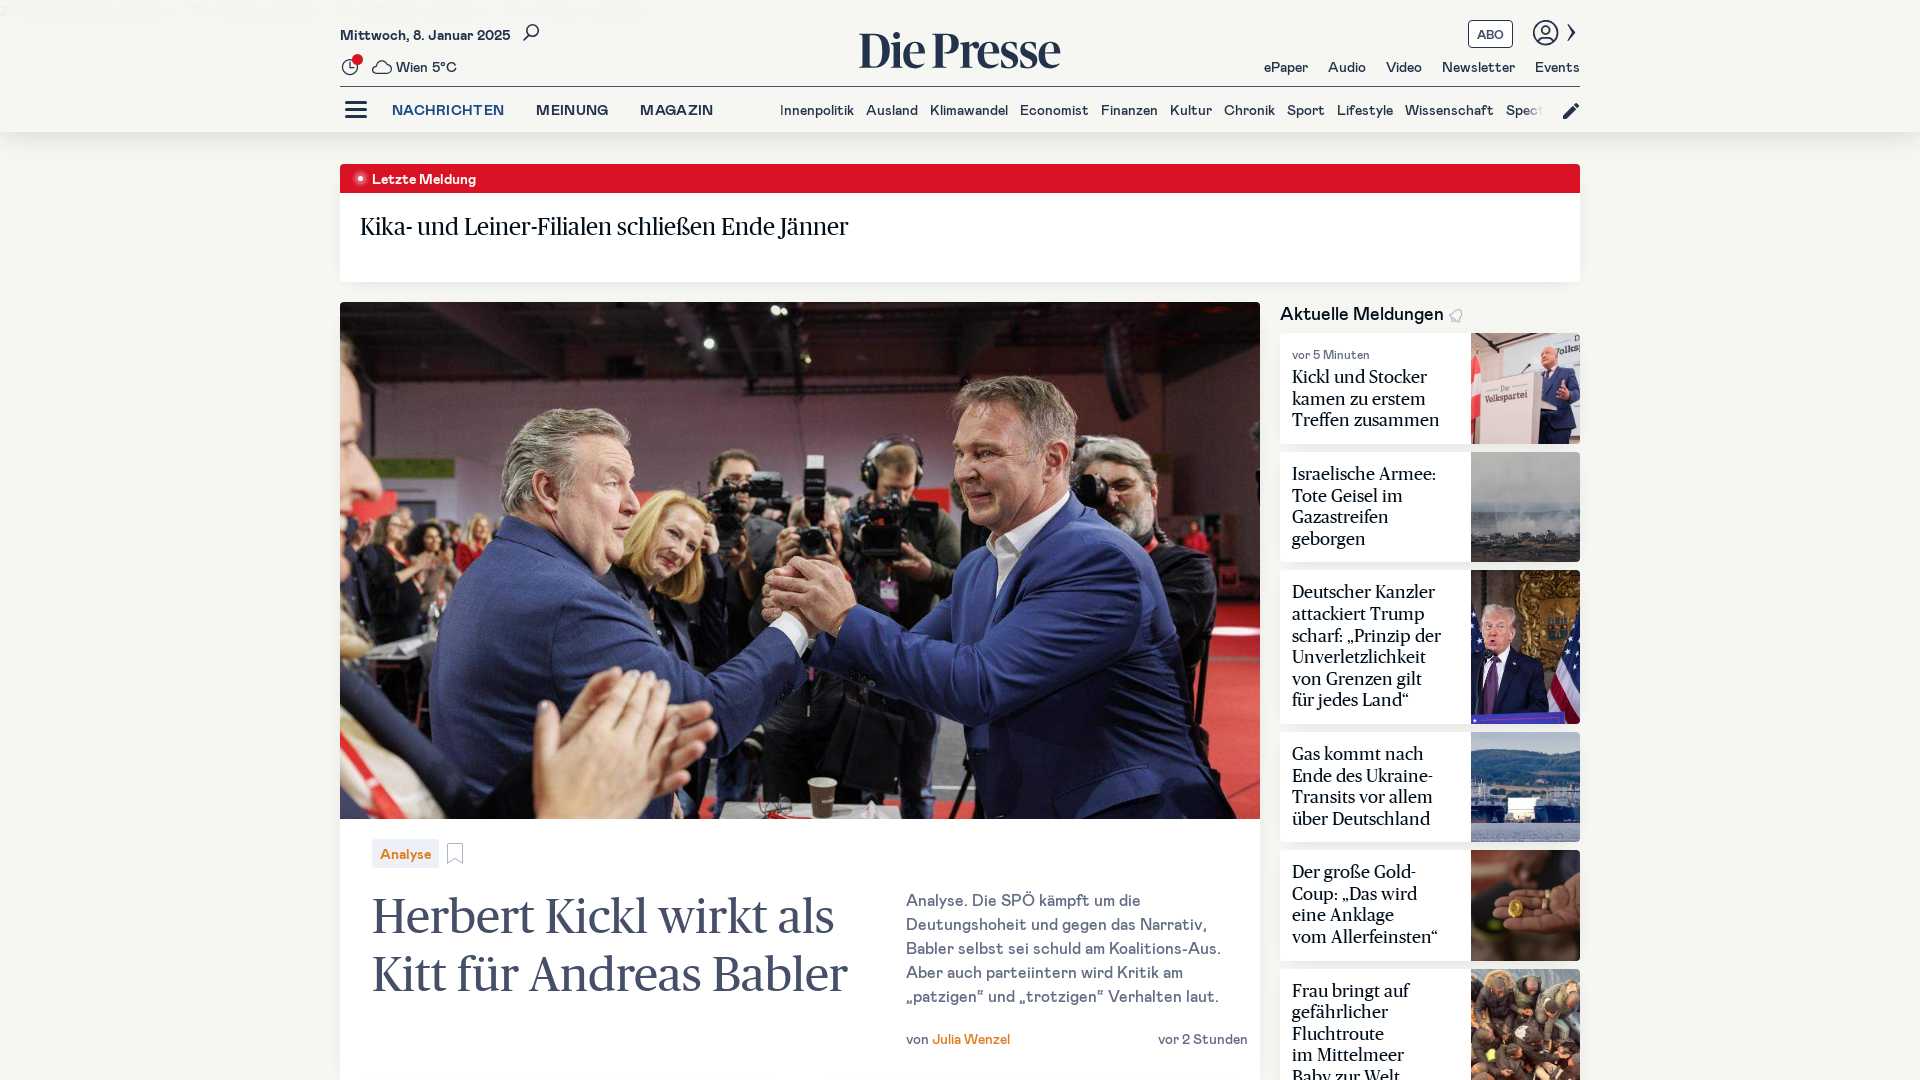 Mittwoch, 8. Januar 2025
Die Presse
ABO
Wien 5°C
ePaper Audio Video Newsletter Events
NACHRICHTEN MEINUNG MAGAZIN Innenpolitik Ausland Klimawandel Economist Finanzen Kultur Chronik Sport Lifestyle Wissenschaft Spect
Letzte Meldung
Kika- und Leiner-Filialen schließen Ende Jänner
Analyse
Herbert Kickl wirkt als
Kitt für Andreas Babler
Analyse. Die SPÖ kämpft um die
Deutungshoheit und gegen das Narrativ,
Babler selbst sei schuld am Koalitions-Aus.
Aber auch parteiintern wird Kritik am
„patzigen“ und „trotzigen“ Verhalten laut.
von Julia Wenzel vor 2 Stunden
Aktuelle Meldungen
vor 5 Minuten
Kickl und Stocker
kamen zu erstem
Treffen zusammen
Die
Volkspartei
Israelische Armee:
Tote Geisel im
Gazastreifen
geborgen
Deutscher Kanzler
attackiert Trump
scharf: „Prinzip der
Unverletzlichkeit
von Grenzen gilt
für jedes Land“
Gas kommt nach
Ende des Ukraine-
Transits vor allem
über Deutschland
Der große Gold-
Coup: „Das wird
eine Anklage
vom Allerfeinsten“
Frau bringt auf
gefährlicher
Fluchtroute
im Mittelmeer
Baby zur Welt